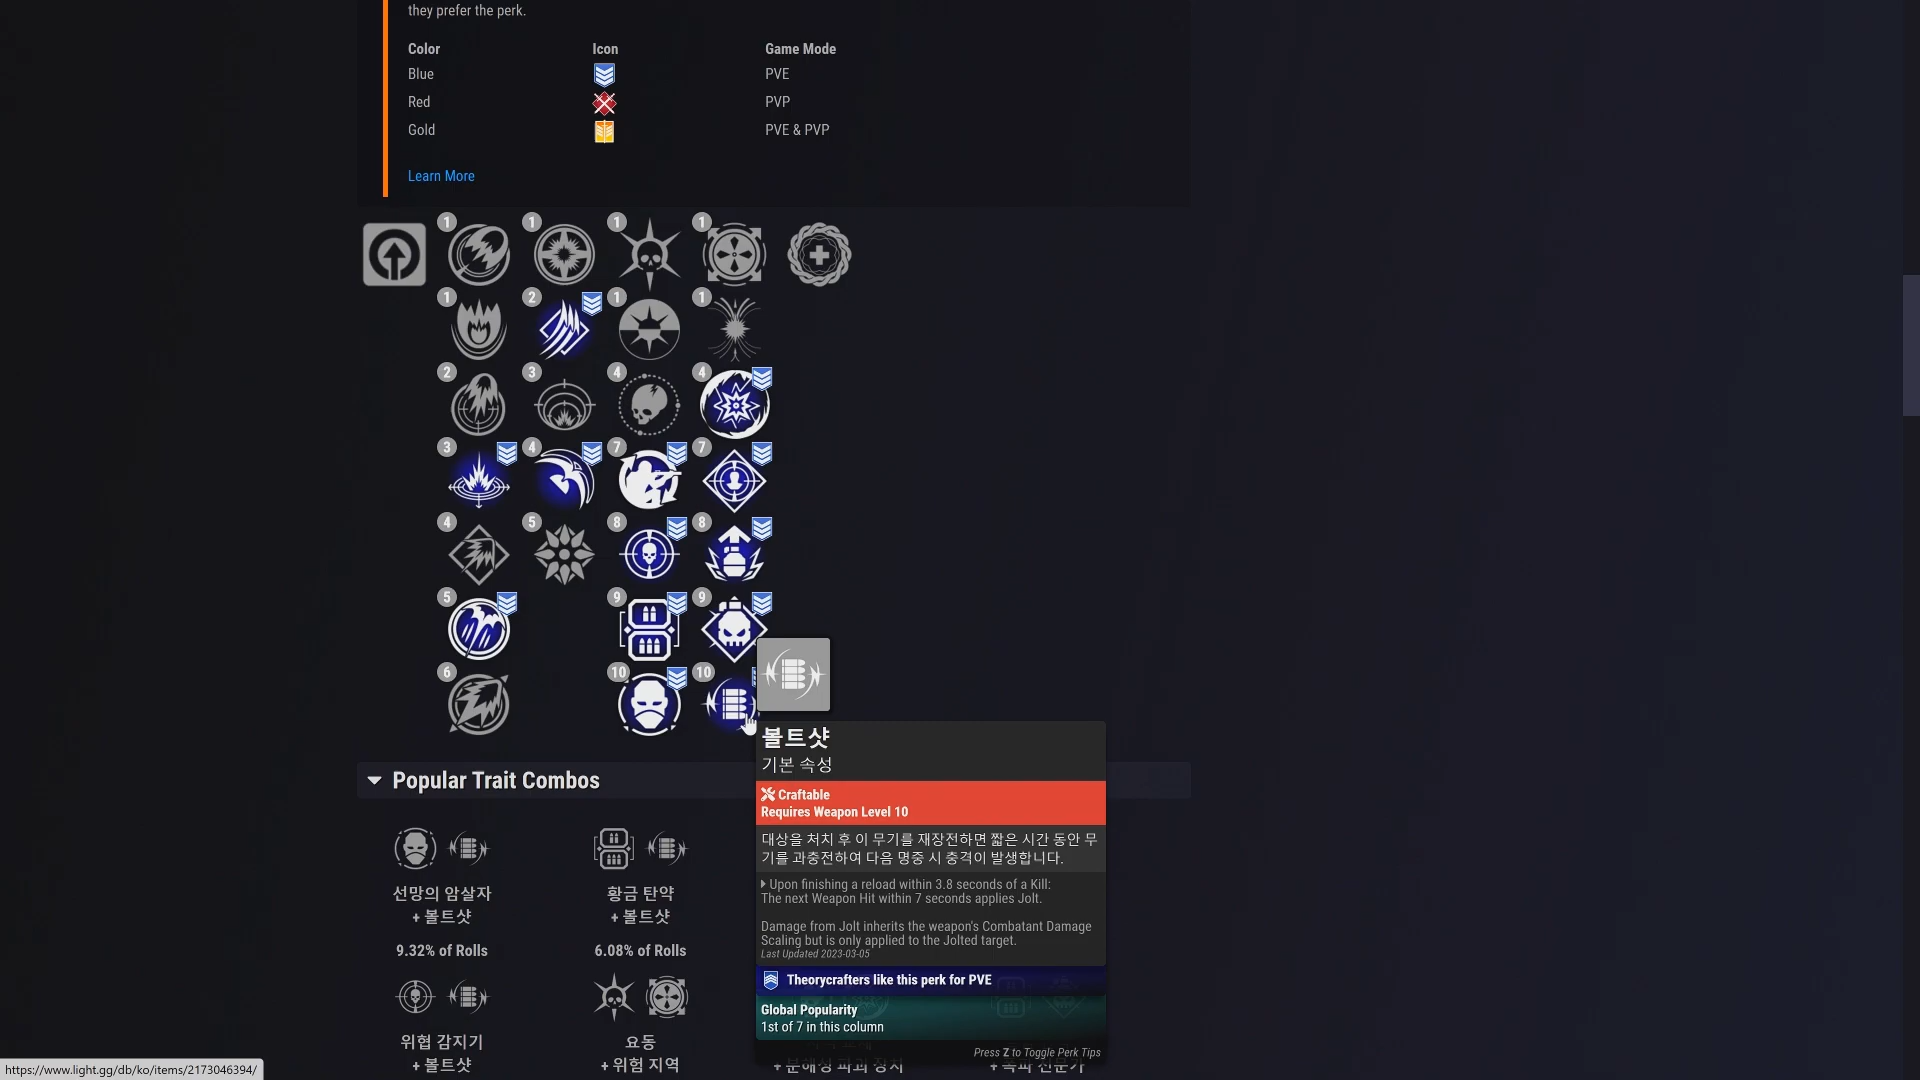 they prefer the perk.
Color Icon Game Mode
Blue PVE
Red PVP
Gold PVE & PVP
Learn More
1 1 1 1
1 2 1 1
2 3 4 4
3 4 7 7
4 5 8 8
5 9 9
6 10 10
볼트샷
기본 속성
Craftable
Requires Weapon Level 10
대상을 처치 후 이 무기를 재장전하면 짧은 시간 동안 무
기를 과충전하여 다음 명중 시 충격이 발생합니다.
Upon finishing a reload within 3.8 seconds of a Kill:
The next Weapon Hit within 7 seconds applies Jolt.
Damage from Jolt inherits the weapon's Combatant Damage
Scaling but is only applied to the Jolted target.
Last Updated 2023-03-05
Theorycrafters like this perk for PVE
Global Popularity
1st of 7 in this column
Press Z to Toggle Perk Tips
Popular Trait Combos
선망의 암살자
+ 볼트샷
9.32% of Rolls
황금 탄약
+ 볼트샷
6.08% of Rolls
위협 감지기
+ 볼트샷
요동
+ 위험 지역
https://www.light.gg/db/ko/items/2173046394/